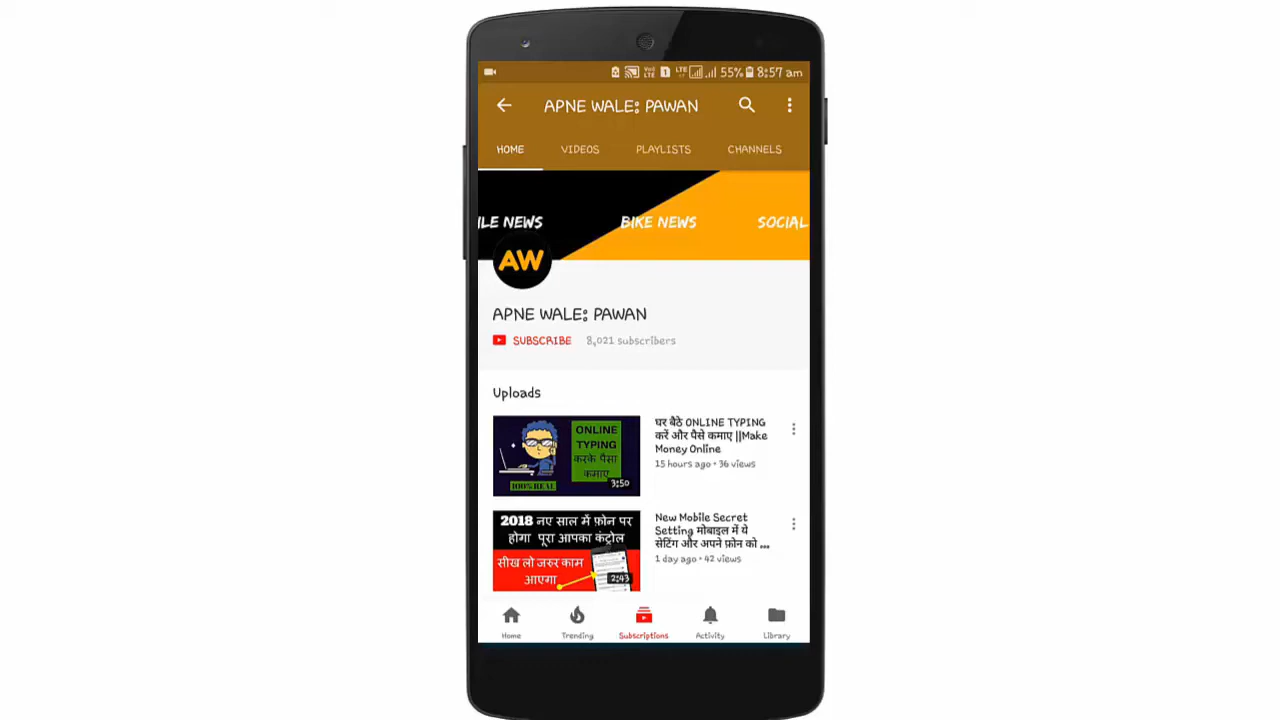 55% 8:57 am
APNE WALE: PAWAN
HOME VIDEOS PLAYLISTS CHANNELS
ILE NEWS BIKE NEWS SOCIAL
AW
APNE WALE: PAWAN
SUBSCRIBE 8,021 subscribers
Uploads
ONLINE
TYPING
करके पैसा
कमाए
100% REAL
3:50
घर बैठे ONLINE TYPING
करें और पैसे कमाए ||Make
Money Online
15 hours ago • 36 views
2018 नए साल में फ़ोन पर
होगा पूरा आपका कंट्रोल
सीख लो जरुर काम
आएगा
2:43
New Mobile Secret
Setting मोबाइल में ये
सेटिंग और अपने फ़ोन को ...
1 day ago • 42 views
Home Trending Subscriptions Activity Library